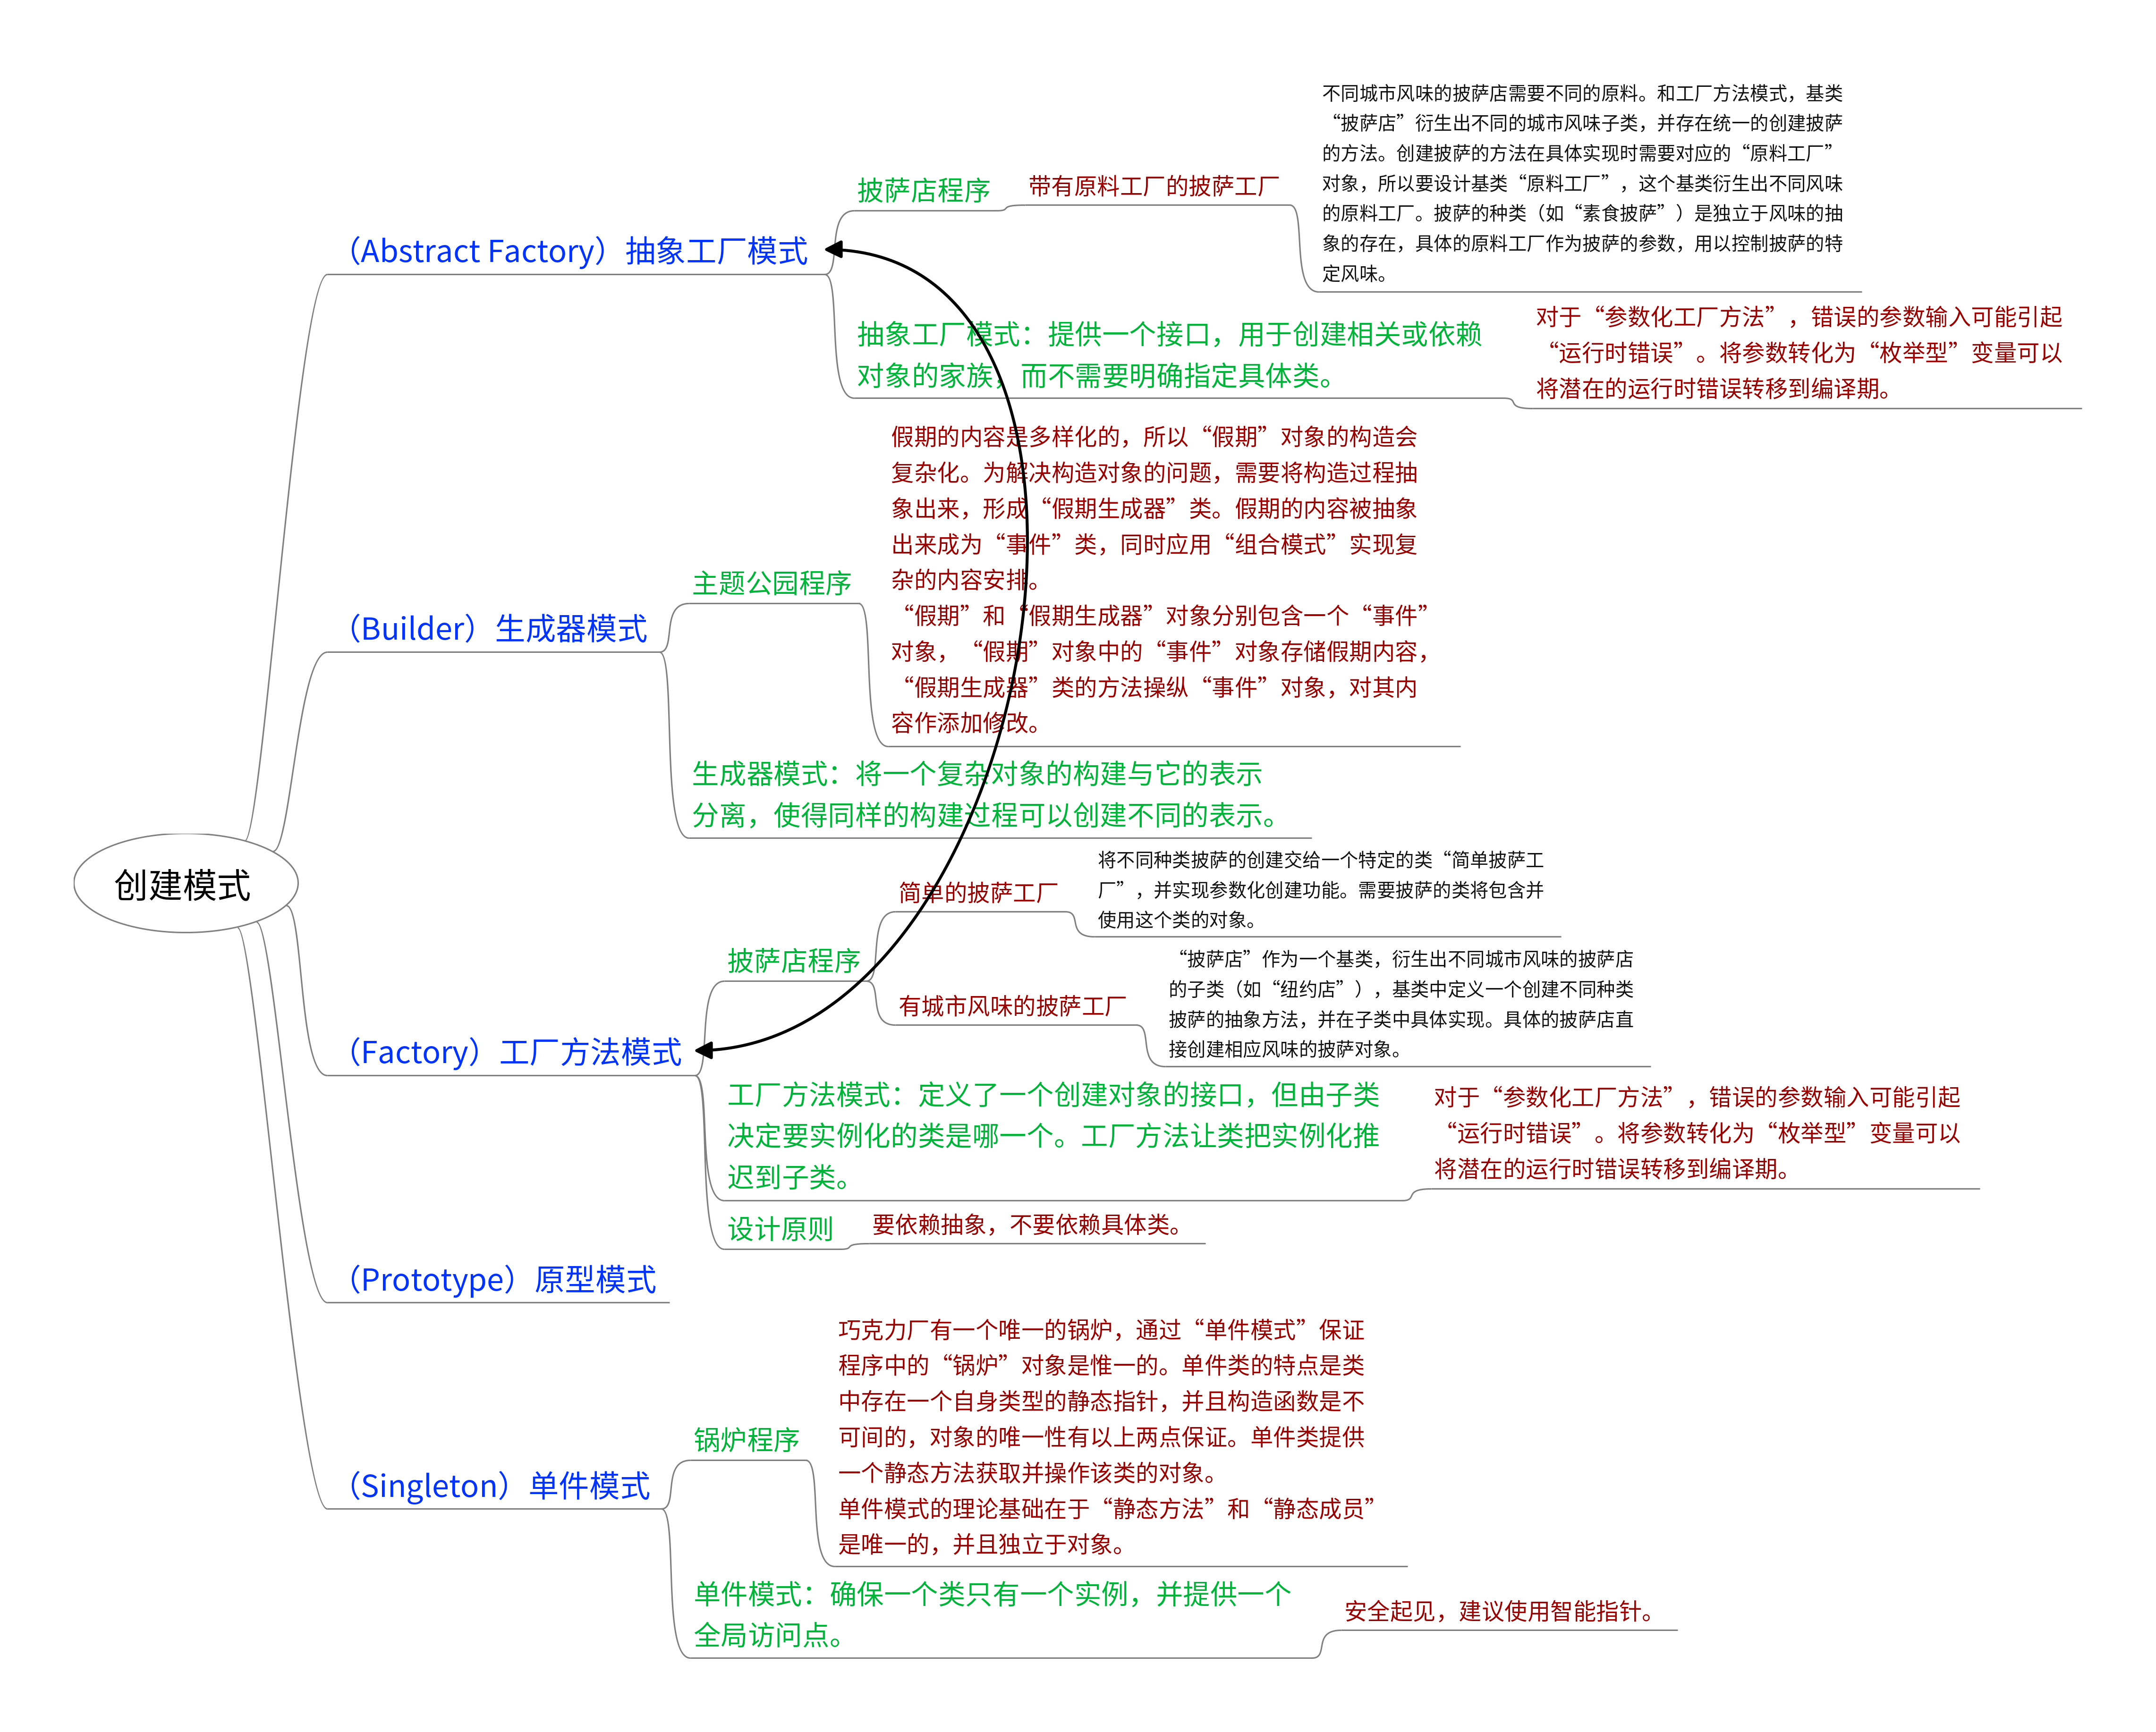 创建模式
（Abstract Factory）抽象工厂模式
披萨店程序
带有原料工厂的披萨工厂
不同城市风味的披萨店需要不同的原料。和工厂方法模式，基类
“披萨店”衍生出不同的城市风味子类，并存在统一的创建披萨
的方法。创建披萨的方法在具体实现时需要对应的“原料工厂”
对象，所以要设计基类“原料工厂”，这个基类衍生出不同风味
的原料工厂。披萨的种类（如“素食披萨”）是独立于风味的抽
象的存在，具体的原料工厂作为披萨的参数，用以控制披萨的特
定风味。
抽象工厂模式：提供一个接口，用于创建相关或依赖
对象的家族，而不需要明确指定具体类。
对于“参数化工厂方法”，错误的参数输入可能引起
“运行时错误”。将参数转化为“枚举型”变量可以
将潜在的运行时错误转移到编译期。
（Builder）生成器模式
主题公园程序
假期的内容是多样化的，所以“假期”对象的构造会
复杂化。为解决构造对象的问题，需要将构造过程抽
象出来，形成“假期生成器”类。假期的内容被抽象
出来成为“事件”类，同时应用“组合模式”实现复
杂的内容安排。
“假期”和“假期生成器”对象分别包含一个“事件”
对象，“假期”对象中的“事件”对象存储假期内容，
“假期生成器”类的方法操纵“事件”对象，对其内
容作添加修改。
生成器模式：将一个复杂对象的构建与它的表示
分离，使得同样的构建过程可以创建不同的表示。
（Factory）工厂方法模式
披萨店程序
简单的披萨工厂
将不同种类披萨的创建交给一个特定的类“简单披萨工
厂”，并实现参数化创建功能。需要披萨的类将包含并
使用这个类的对象。
有城市风味的披萨工厂
“披萨店”作为一个基类，衍生出不同城市风味的披萨店
的子类（如“纽约店”），基类中定义一个创建不同种类
披萨的抽象方法，并在子类中具体实现。具体的披萨店直
接创建相应风味的披萨对象。
工厂方法模式：定义了一个创建对象的接口，但由子类
决定要实例化的类是哪一个。工厂方法让类把实例化推
迟到子类。
对于“参数化工厂方法”，错误的参数输入可能引起
“运行时错误”。将参数转化为“枚举型”变量可以
将潜在的运行时错误转移到编译期。
设计原则
要依赖抽象，不要依赖具体类。
（Prototype）原型模式
（Singleton）单件模式
锅炉程序
巧克力厂有一个唯一的锅炉，通过“单件模式”保证
程序中的“锅炉”对象是惟一的。单件类的特点是类
中存在一个自身类型的静态指针，并且构造函数是不
可间的，对象的唯一性有以上两点保证。单件类提供
一个静态方法获取并操作该类的对象。
单件模式的理论基础在于“静态方法”和“静态成员”
是唯一的，并且独立于对象。
单件模式：确保一个类只有一个实例，并提供一个
全局访问点。
安全起见，建议使用智能指针。